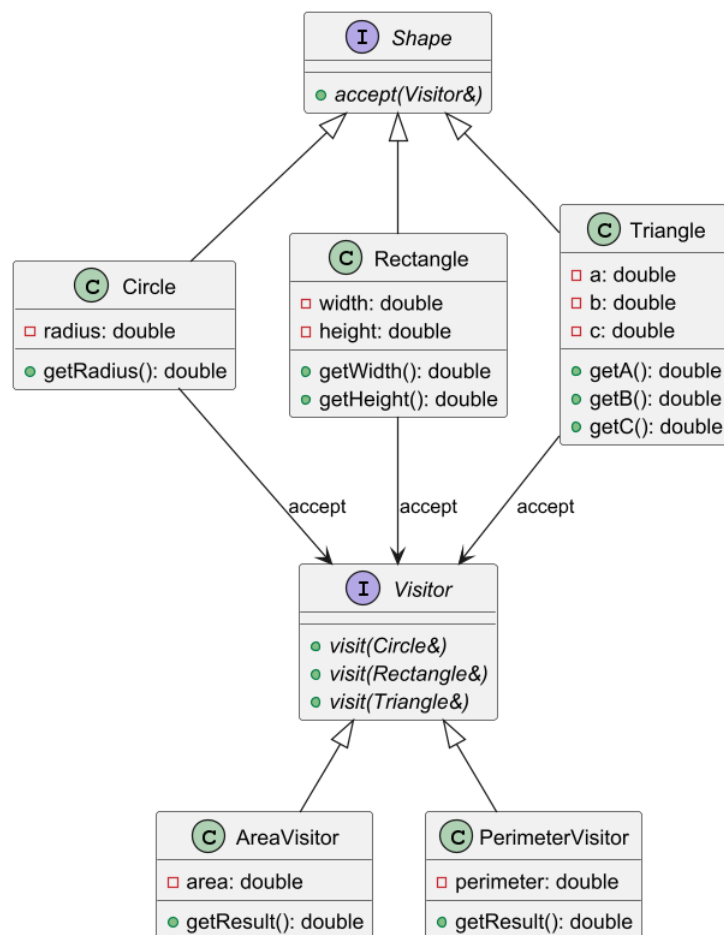 I Shape
accept(Visitor&)
C Circle
radius: double
getRadius(): double
C Rectangle
width: double
height: double
getWidth(): double
getHeight(): double
C Triangle
a: double
b: double
c: double
getA(): double
getB(): double
getC(): double
accept
accept
accept
I Visitor
visit(Circle&)
visit(Rectangle&)
visit(Triangle&)
C AreaVisitor
area: double
getResult(): double
C PerimeterVisitor
perimeter: double
getResult(): double